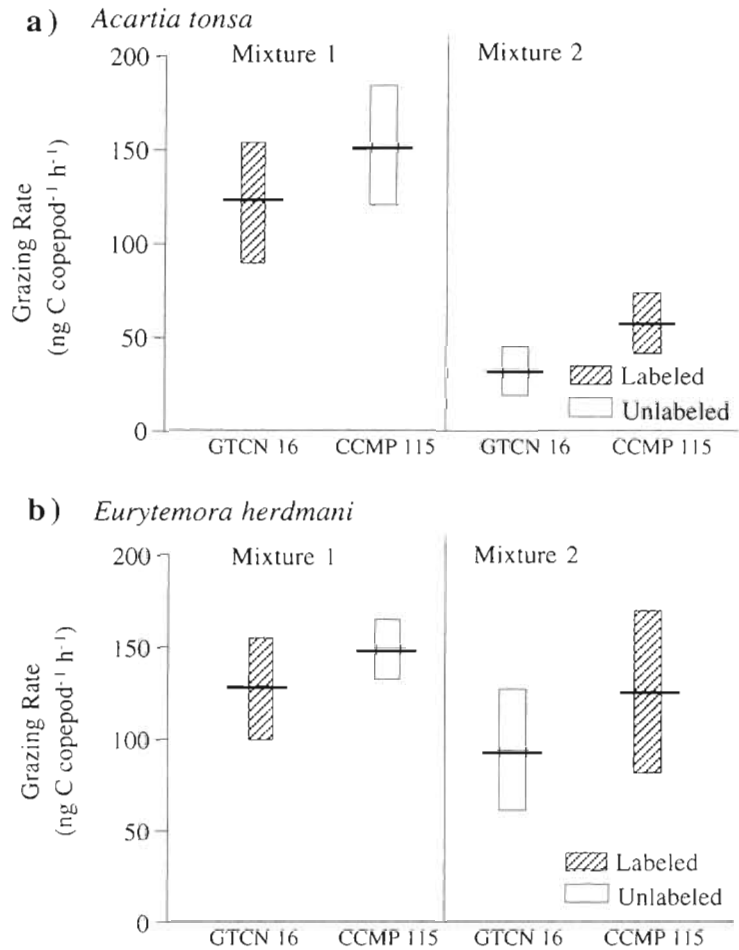 a) Acartia tonsa
Mixture 1
Mixture 2
200
150
100
50
0
Grazing Rate
(ng C copepod⁻¹ h⁻¹)
Labeled
Unlabeled
GTCN 16
CCMP 115
GTCN 16
CCMP 115
b) Eurytemora herdmani
Mixture 1
Mixture 2
200
150
100
50
0
Grazing Rate
(ng C copepod⁻¹ h⁻¹)
Labeled
Unlabeled
GTCN 16
CCMP 115
GTCN 16
CCMP 115